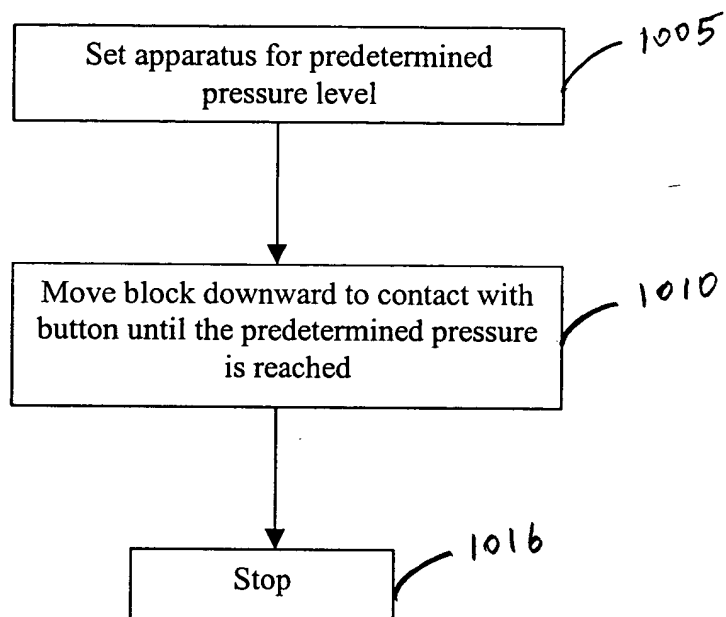 Set apparatus for predetermined
pressure level
1005
Move block downward to contact with
button until the predetermined pressure
is reached
1010
Stop
1016